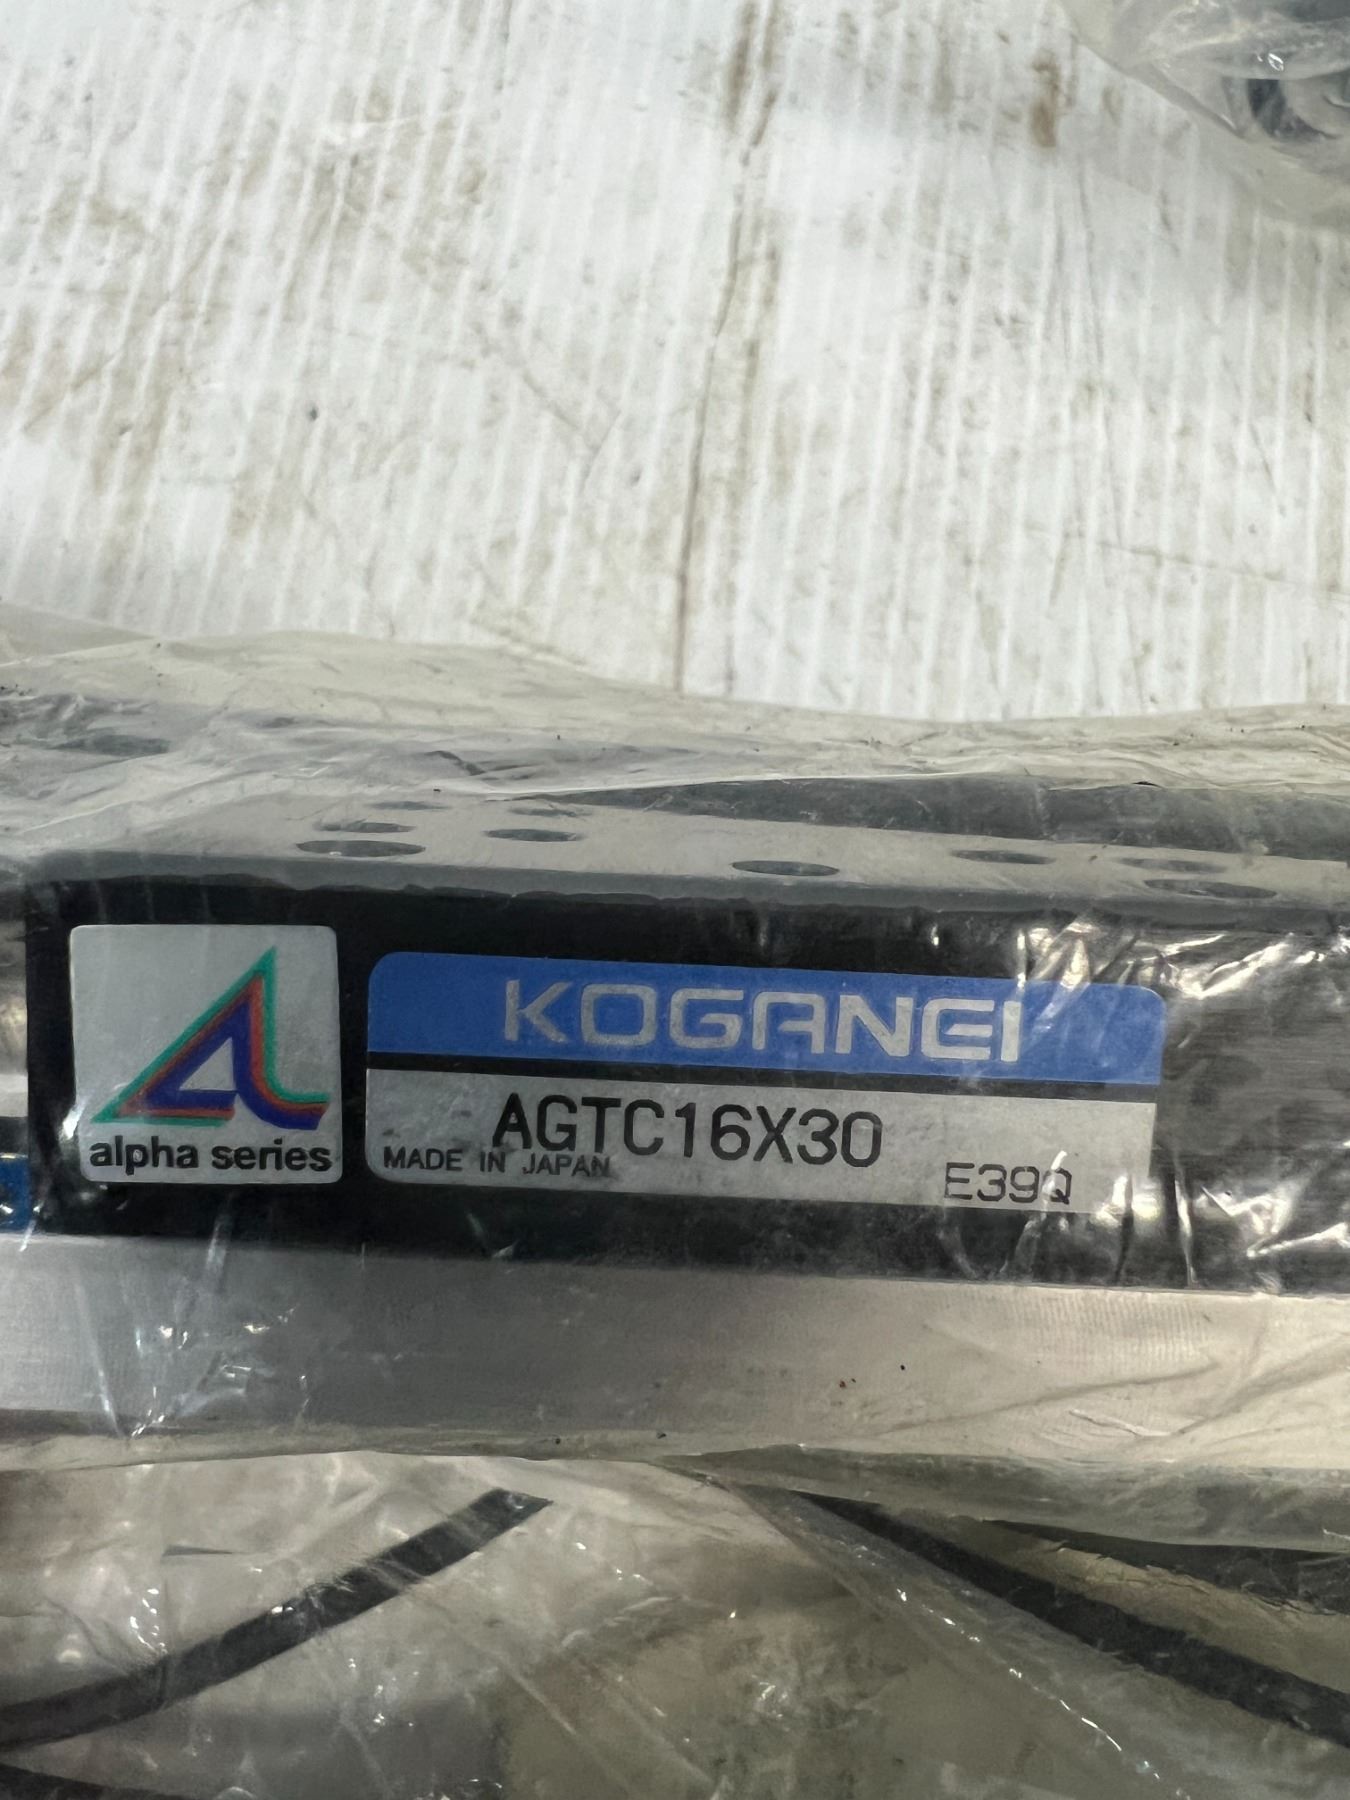 alpha series
KOGANEI
AGTC16X30
MADE IN JAPAN
E39Q